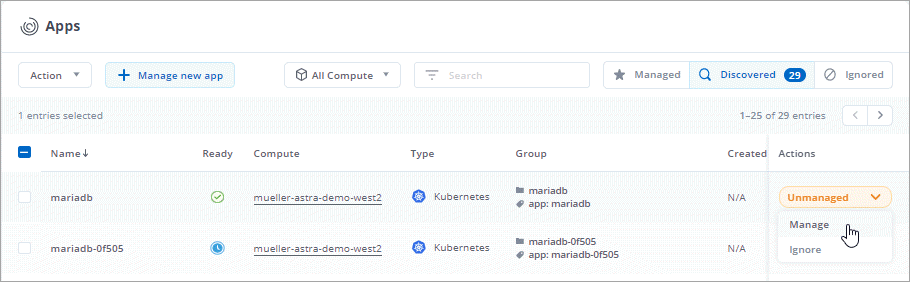 Apps
Action
+ Manage new app
All Compute
Search
Managed
Discovered 29
Ignored
1 entries selected
1–25 of 29 entries
Name↓ Ready Compute Type Group Created Actions
mariadb mueller-astra-demo-west2 Kubernetes mariadb N/A Unmanaged
app: mariadb
Manage
mariadb-0f505 mueller-astra-demo-west2 Kubernetes mariadb-0f505 N/A
app: mariadb-0f505
Ignore